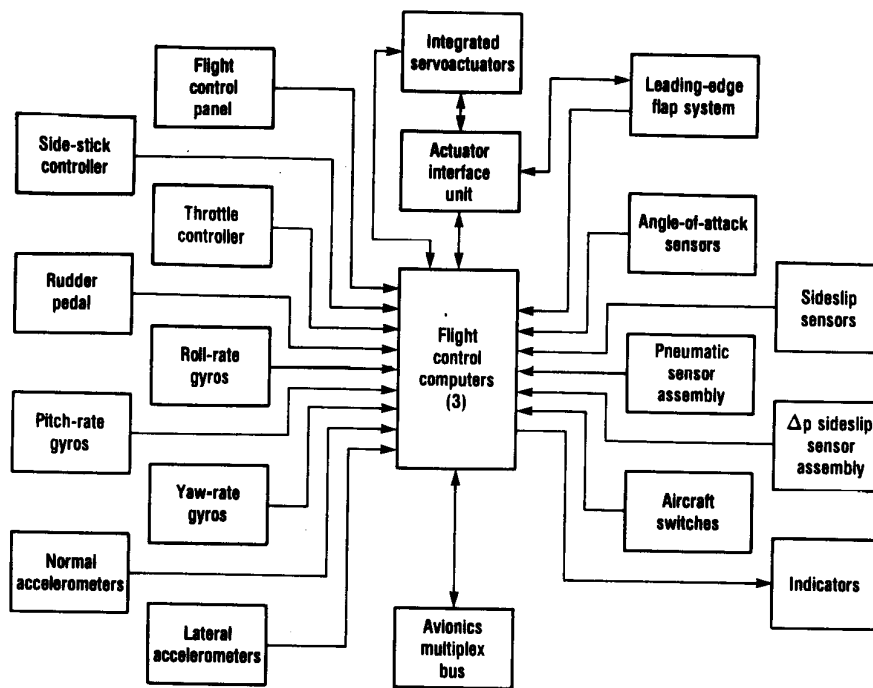 Integrated
servoactuators
Flight
control
panel
Leading-edge
flap system
Side-stick
controller
Actuator
interface
unit
Throttle
controller
Angle-of-attack
sensors
Rudder
pedal
Flight
control
computers
(3)
Sideslip
sensors
Roll-rate
gyros
Pneumatic
sensor
assembly
Pitch-rate
gyros
Δp sideslip
sensor
assembly
Yaw-rate
gyros
Aircraft
switches
Normal
accelerometers
Indicators
Lateral
accelerometers
Avionics
multiplex
bus